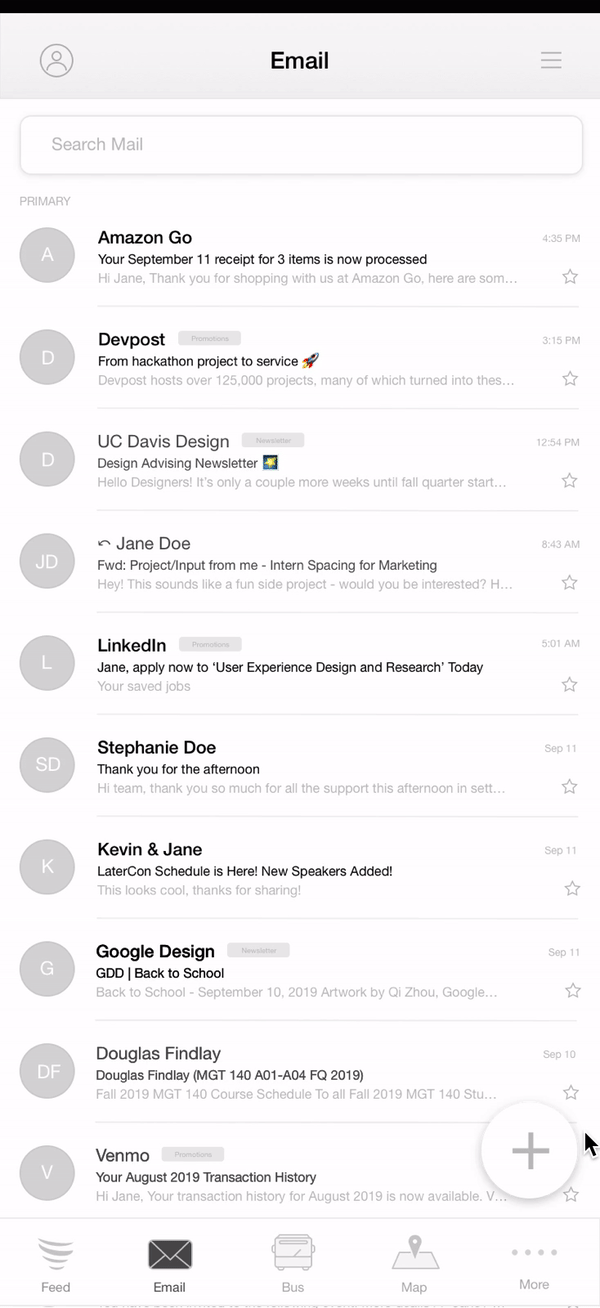 Email
Search Mail
PRIMARY
A
Amazon Go
4:35 PM
Your September 11 receipt for 3 items is now processed
Hi Jane, Thank you for shopping with us at Amazon Go, here are som…
D
Devpost Promotions
3:15 PM
From hackathon project to service 🚀
Devpost hosts over 125,000 projects, many of which turned into thes…
D
UC Davis Design Newsletter
12:54 PM
Design Advising Newsletter 🎇
Hello Designers! It’s only a couple more weeks until fall quarter start…
JD
Jane Doe
8:43 AM
Fwd: Project/Input from me - Intern Spacing for Marketing
Hey! This sounds like a fun side project - would you be interested? H…
L
LinkedIn Promotions
5:01 AM
Jane, apply now to ‘User Experience Design and Research’ Today
Your saved jobs
SD
Stephanie Doe
Sep 11
Thank you for the afternoon
Hi team, thank you so much for all the support this afternoon in sett…
K
Kevin & Jane
Sep 11
LaterCon Schedule is Here! New Speakers Added!
This looks cool, thanks for sharing!
G
Google Design Newsletter
Sep 11
GDD | Back to School
Back to School - September 10, 2019 Artwork by Qi Zhou, Google…
DF
Douglas Findlay
Sep 10
Douglas Findlay (MGT 140 A01-A04 FQ 2019)
Fall 2019 MGT 140 Course Schedule To all Fall 2019 MGT 140 Stu…
V
Venmo Promotions
Your August 2019 Transaction History
Hi Jane, Your transaction history for August 2019 is now available. V…
Feed
Email
Bus
Map
More